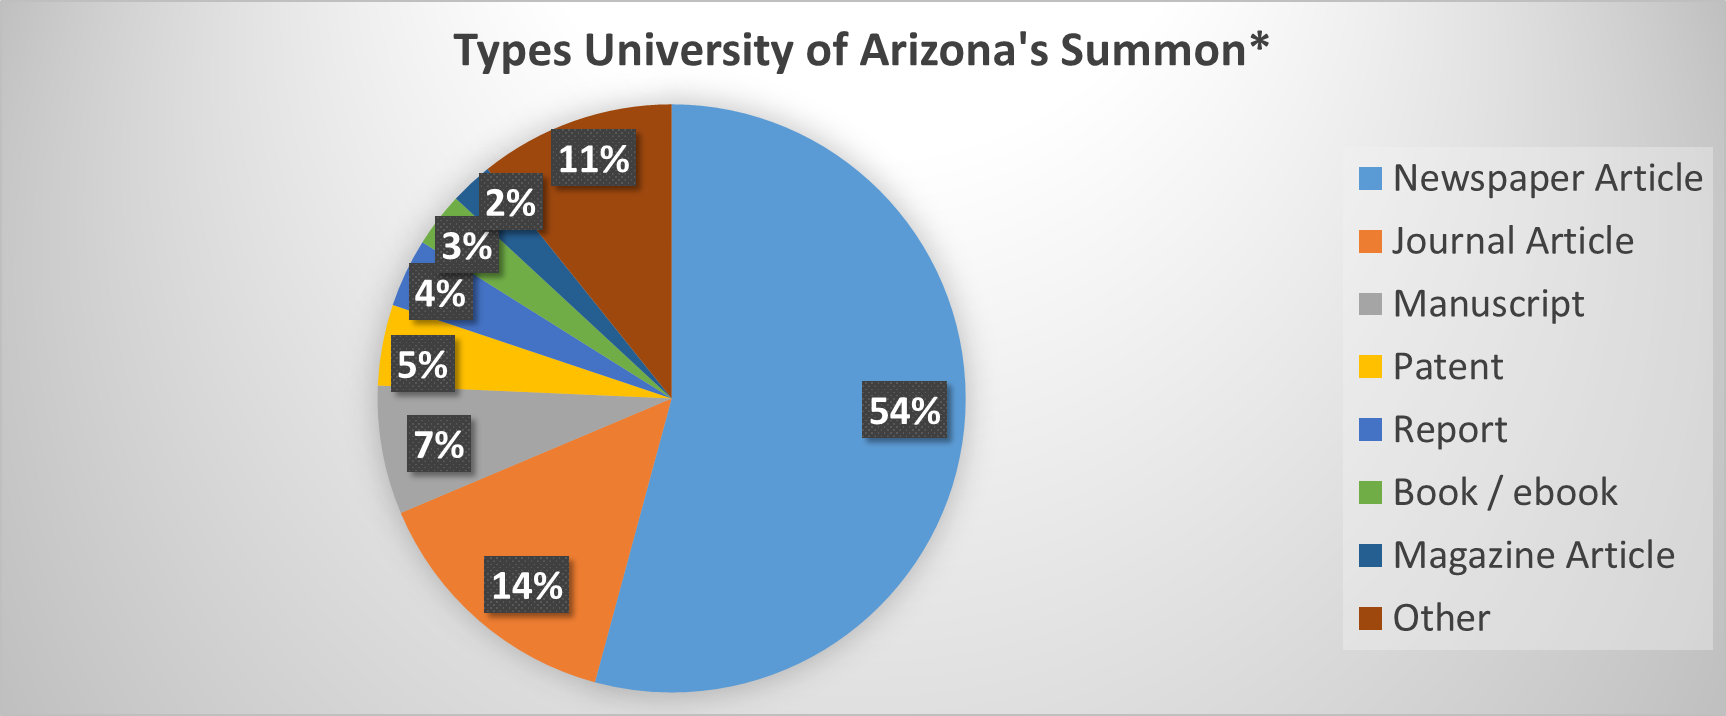 Types University of Arizona's Summon*
11%
2%
3%
4%
5%
7%
14%
54%
Newspaper Article
Journal Article
Manuscript
Patent
Report
Book / ebook
Magazine Article
Other